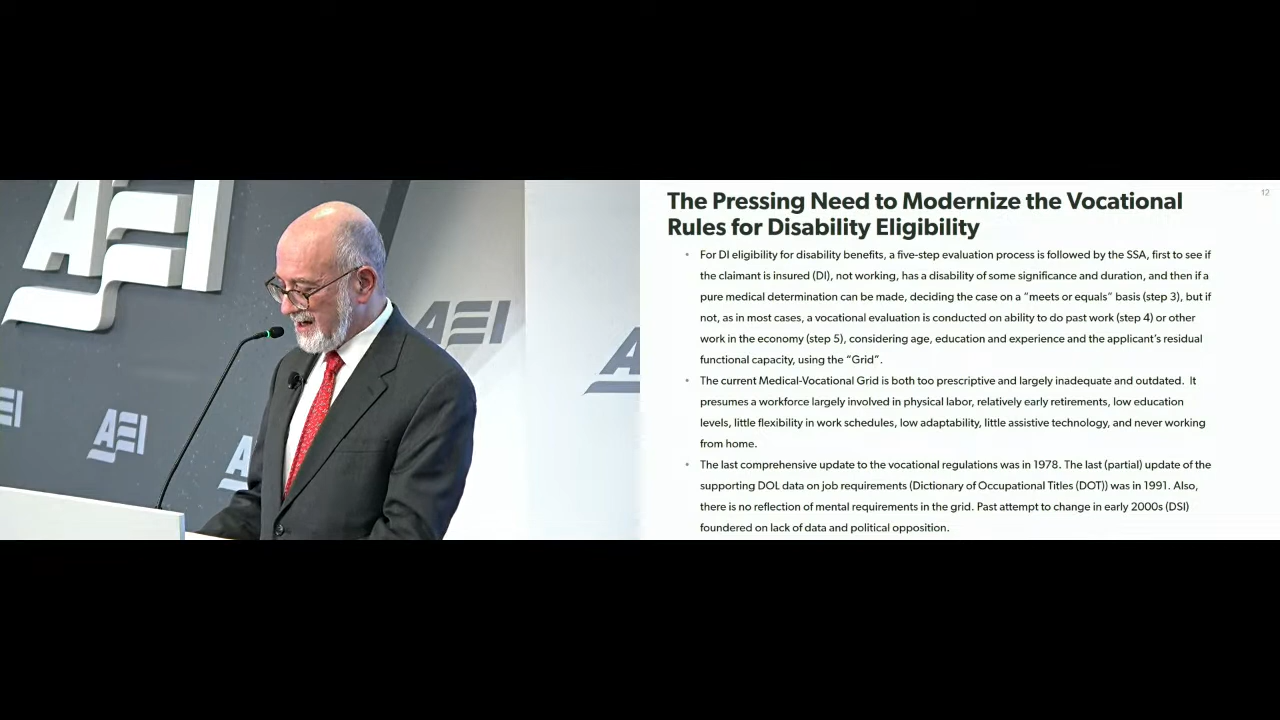 AEI
AEI
AEI
AEI
A
A
EI
12
The Pressing Need to Modernize the Vocational
Rules for Disability Eligibility
• For DI eligibility for disability benefits, a five-step evaluation process is followed by the SSA, first to see if
the claimant is insured (DI), not working, has a disability of some significance and duration, and then if a
pure medical determination can be made, deciding the case on a “meets or equals” basis (step 3), but if
not, as in most cases, a vocational evaluation is conducted on ability to do past work (step 4) or other
work in the economy (step 5), considering age, education and experience and the applicant’s residual
functional capacity, using the “Grid”.
• The current Medical-Vocational Grid is both too prescriptive and largely inadequate and outdated. It
presumes a workforce largely involved in physical labor, relatively early retirements, low education
levels, little flexibility in work schedules, low adaptability, little assistive technology, and never working
from home.
• The last comprehensive update to the vocational regulations was in 1978. The last (partial) update of the
supporting DOL data on job requirements (Dictionary of Occupational Titles (DOT)) was in 1991. Also,
there is no reflection of mental requirements in the grid. Past attempt to change in early 2000s (DSI)
foundered on lack of data and political opposition.